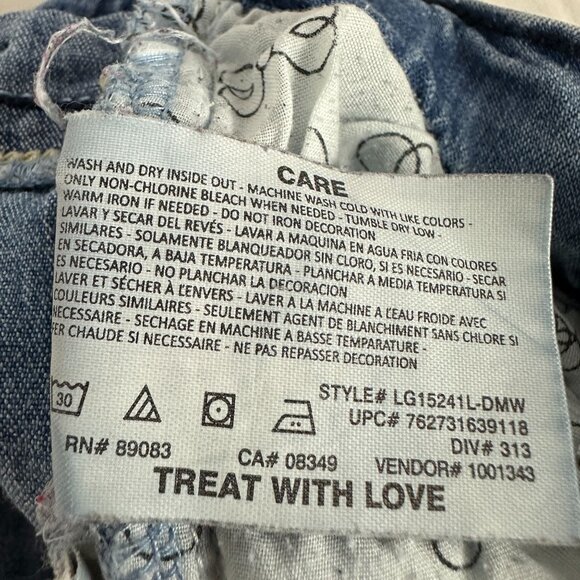 CARE
WASH AND DRY INSIDE OUT - MACHINE WASH COLD WITH LIKE COLORS -
ONLY NON-CHLORINE BLEACH WHEN NEEDED - TUMBLE DRY LOW -
WARM IRON IF NEEDED - DO NOT IRON DECORATION
LAVAR Y SECAR DEL REVÉS - LAVAR A MAQUINA EN AGUA FRIA CON COLORES
SIMILARES - SOLAMENTE BLANQUEADOR SIN CLORO, SI ES NECESARIO - SECAR
EN SECADORA, A BAJA TEMPERATURA - PLANCHAR A MEDIA TEMPERATURA SI
ES NECESARIO - NO PLANCHAR LA DECORACION
LAVER ET SÉCHER À L'ENVERS - LAVER A LA MACHINE A L'EAU FROIDE AVEC
COULEURS SIMILAIRES - SEULEMENT AGENT DE BLANCHIMENT SANS CHLORE SI
NECESSAIRE - SECHAGE EN MACHINE A BASSE TEMPARATURE -
FER CHAUDE SI NECESSAIRE - NE PAS REPASSER DECORATION
30
STYLE# LG15241L-DMW
UPC# 762731639118
DIV# 313
RN# 89083 CA# 08349 VENDOR# 1001343
TREAT WITH LOVE